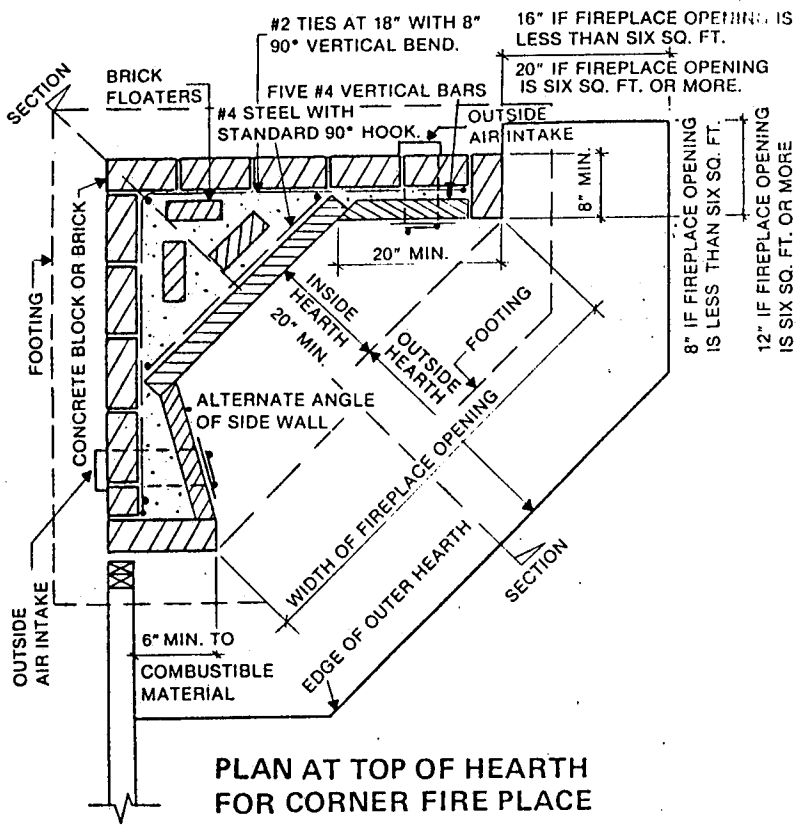 #2 TIES AT 18" WITH 8"
90° VERTICAL BEND.
16" IF FIREPLACE OPENING IS
LESS THAN SIX SQ. FT.
20" IF FIREPLACE OPENING
IS SIX SQ. FT. OR MORE.
SECTION
BRICK
FLOATERS
FIVE #4 VERTICAL BARS
#4 STEEL WITH
STANDARD 90° HOOK.
OUTSIDE
AIR INTAKE
8" MIN.
8" IF FIREPLACE OPENING
IS LESS THAN SIX SQ. FT.
12" IF FIREPLACE OPENING
IS SIX SQ. FT. OR MORE
FOOTING
CONCRETE BLOCK OR BRICK
20" MIN.
INSIDE
HEARTH
20" MIN.
OUTSIDE
HEARTH
FOOTING
ALTERNATE ANGLE
OF SIDE WALL
WIDTH OF FIREPLACE OPENING
SECTION
EDGE OF OUTER HEARTH
OUTSIDE
AIR INTAKE
6" MIN. TO
COMBUSTIBLE
MATERIAL
PLAN AT TOP OF HEARTH
FOR CORNER FIRE PLACE